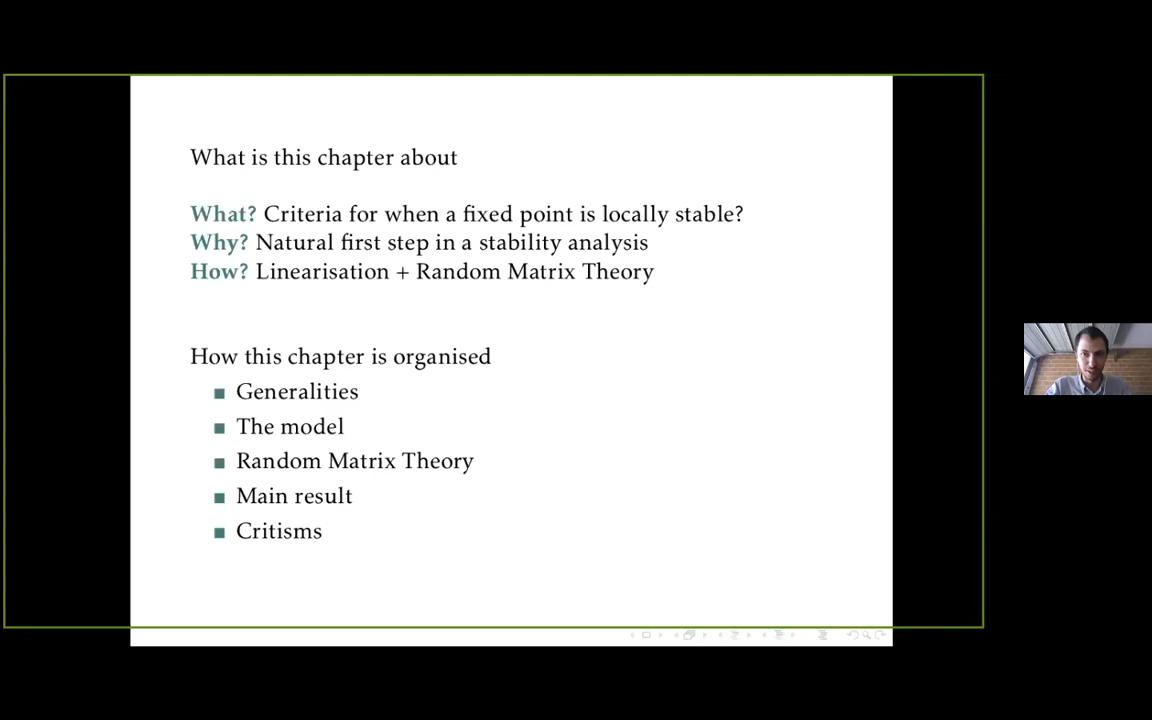 What is this chapter about
What? Criteria for when a fixed point is locally stable?
Why? Natural first step in a stability analysis
How? Linearisation + Random Matrix Theory
How this chapter is organised
Generalities
The model
Random Matrix Theory
Main result
Critisms